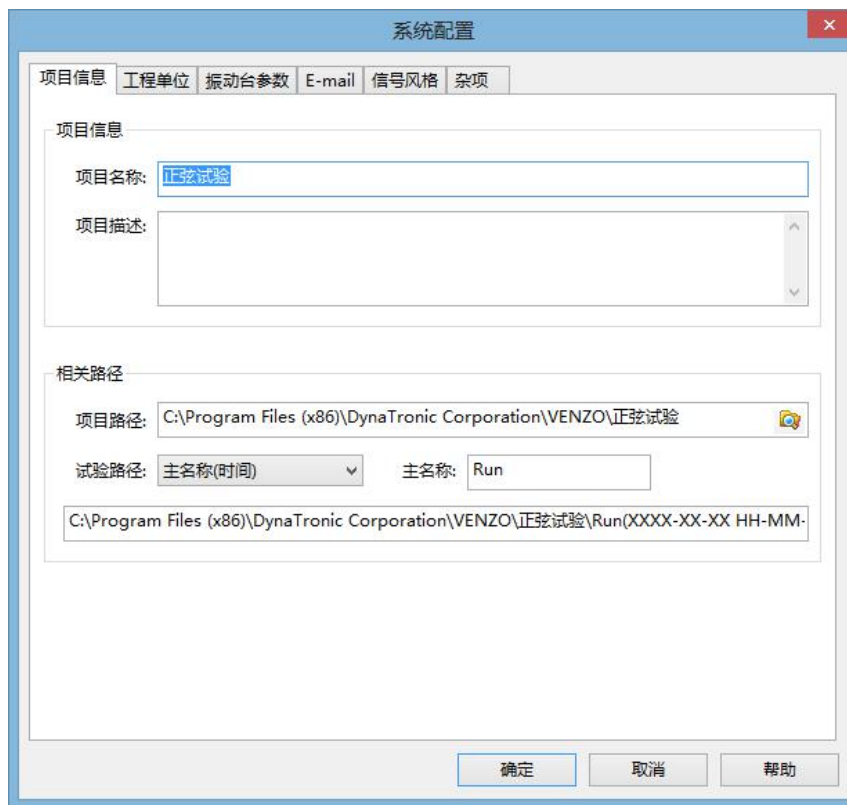 系统配置
项目信息 工程单位 振动台参数 E-mail 信号风格 杂项
项目信息
项目名称: 正弦试验
项目描述:
相关路径
项目路径: C:\Program Files (x86)\DynaTronic Corporation\VENZO\正弦试验
试验路径: 主名称(时间) 主名称: Run
C:\Program Files (x86)\DynaTronic Corporation\VENZO\正弦试验\Run(XXXX-XX-XX HH-MM-
确定 取消 帮助